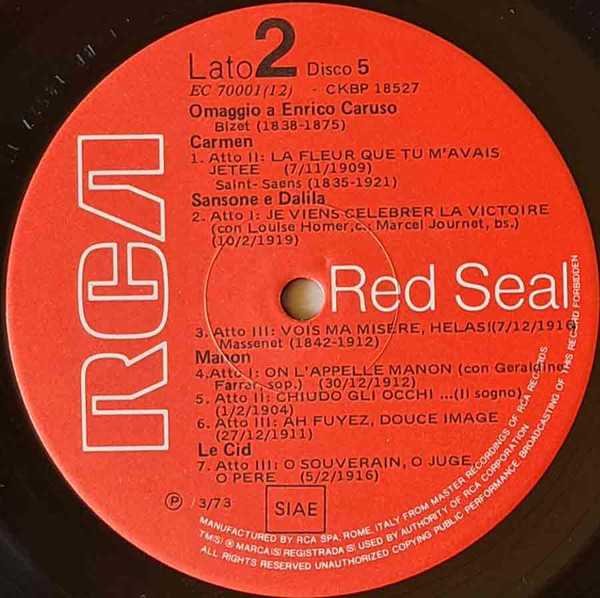 Lato 2 Disco 5
EC 70001(12) - CKBP 18527
Omaggio a Enrico Caruso
Bizet (1838-1875)
Carmen
1. Atto II: LA FLEUR QUE TU M'AVAIS
JETEE (7/11/1909)
Saint-Saens (1835-1921)
Sansone e Dalila
2. Atto I: JE VIENS CELEBRER LA VICTOIRE
(con Louise Homer, c.; Marcel Journet, bs.)
(10/2/1919)
RCA
Red Seal
3. Atto III: VOIS MA MISERE, HELAS!(7/12/1916)
Massenet (1842-1912)
Manon
4. Atto I: ON L'APPELLE MANON (con Geraldine
Farrar, sop.) (30/12/1912)
5. Atto II: CHIUDO GLI OCCHI ...(Il sogno)
(1/2/1904)
6. Atto III: AH FUYEZ, DOUCE IMAGE
(27/12/1911)
Le Cid
7. Atto III: O SOUVERAIN, O JUGE,
O PERE (5/2/1916)
Ⓟ /3/73 SIAE
MANUFACTURED BY RCA SPA, ROME, ITALY FROM MASTER RECORDINGS OF RCA RECORDS
TM(S) ® MARCA(S) REGISTRADA(S) USED BY AUTHORITY OF RCA CORPORATION
ALL RIGHTS RESERVED UNAUTHORIZED COPYING PUBLIC PERFORMANCE, BROADCASTING OF THIS RECORD FORBIDDEN